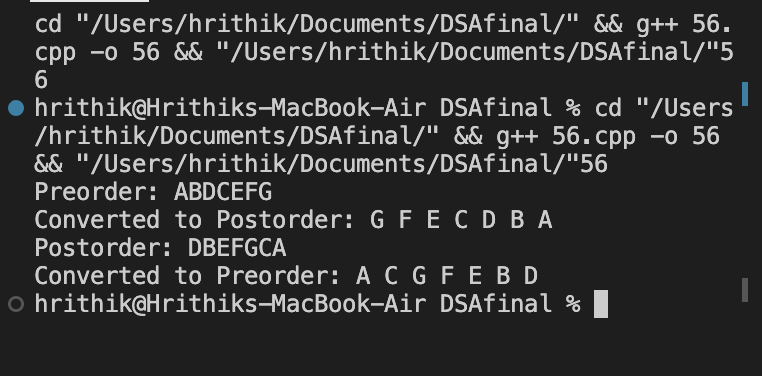 cd "/Users/hrithik/Documents/DSAfinal/" && g++ 56.
cpp -o 56 && "/Users/hrithik/Documents/DSAfinal/"5
6
hrithik@Hrithiks-MacBook-Air DSAfinal % cd "/Users
/hrithik/Documents/DSAfinal/" && g++ 56.cpp -o 56
&& "/Users/hrithik/Documents/DSAfinal/"56
Preorder: ABDCEFG
Converted to Postorder: G F E C D B A
Postorder: DBEFGCA
Converted to Preorder: A C G F E B D
hrithik@Hrithiks-MacBook-Air DSAfinal %